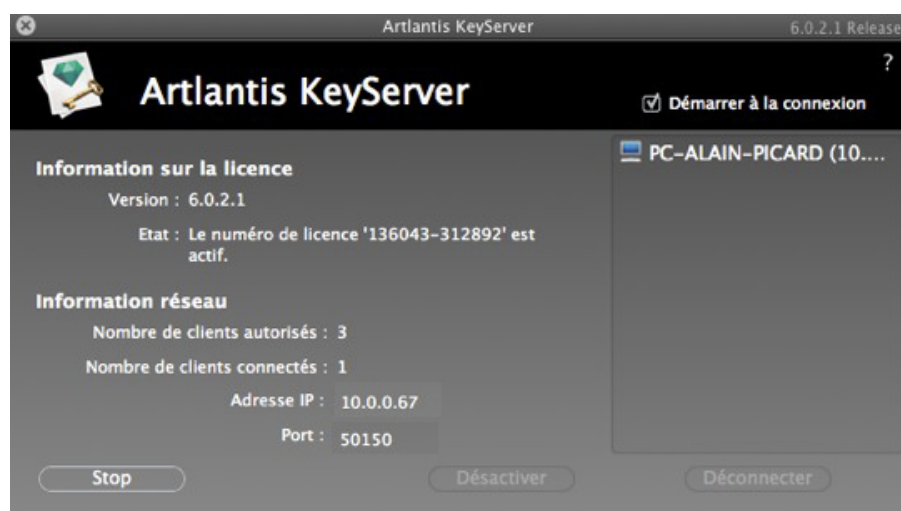 Artlantis KeyServer
6.0.2.1 Release
?
Artlantis KeyServer
Démarrer à la connexion
PC-ALAIN-PICARD (10....
Information sur la licence
Version : 6.0.2.1
Etat : Le numéro de licence '136043-312892' est
actif.
Information réseau
Nombre de clients autorisés : 3
Nombre de clients connectés : 1
Adresse IP : 10.0.0.67
Port : 50150
Stop
Désactiver
Déconnecter